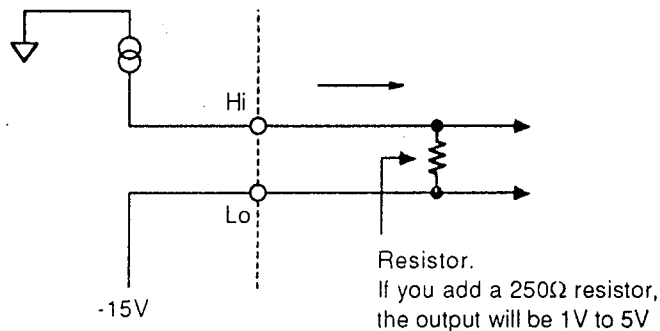 Hi
Lo
-15V
Resistor.
If you add a 250Ω resistor,
the output will be 1V to 5V